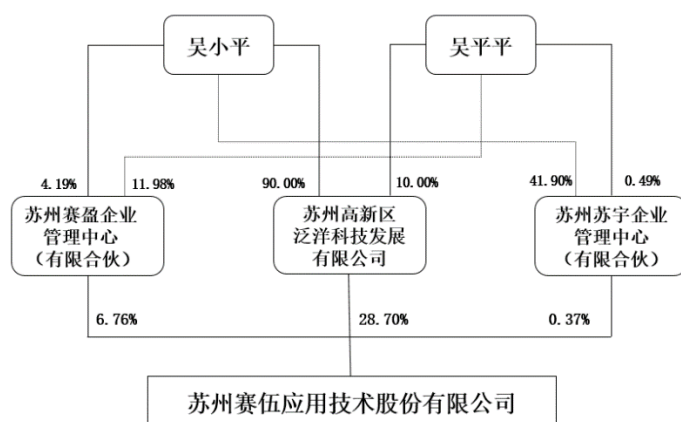 吴小平
吴平平
4.19%
11.98%
90.00%
10.00%
41.90%
0.49%
苏州赛盈企业
管理中心
（有限合伙）
苏州高新区
泛洋科技发展
有限公司
苏州苏宇企业
管理中心
（有限合伙）
6.76%
28.70%
0.37%
苏州赛伍应用技术股份有限公司